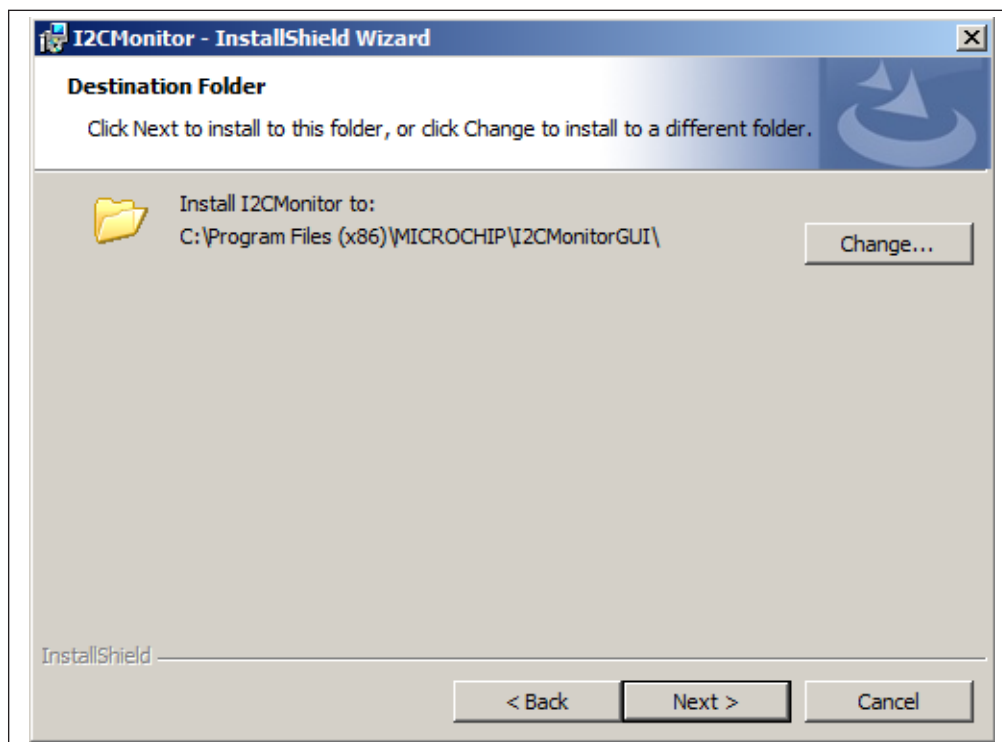 I2CMonitor - InstallShield Wizard
Destination Folder
Click Next to install to this folder, or click Change to install to a different folder.
Install I2CMonitor to:
C:\Program Files (x86)\MICROCHIP\I2CMonitorGUI\
Change...
InstallShield
< Back
Next >
Cancel